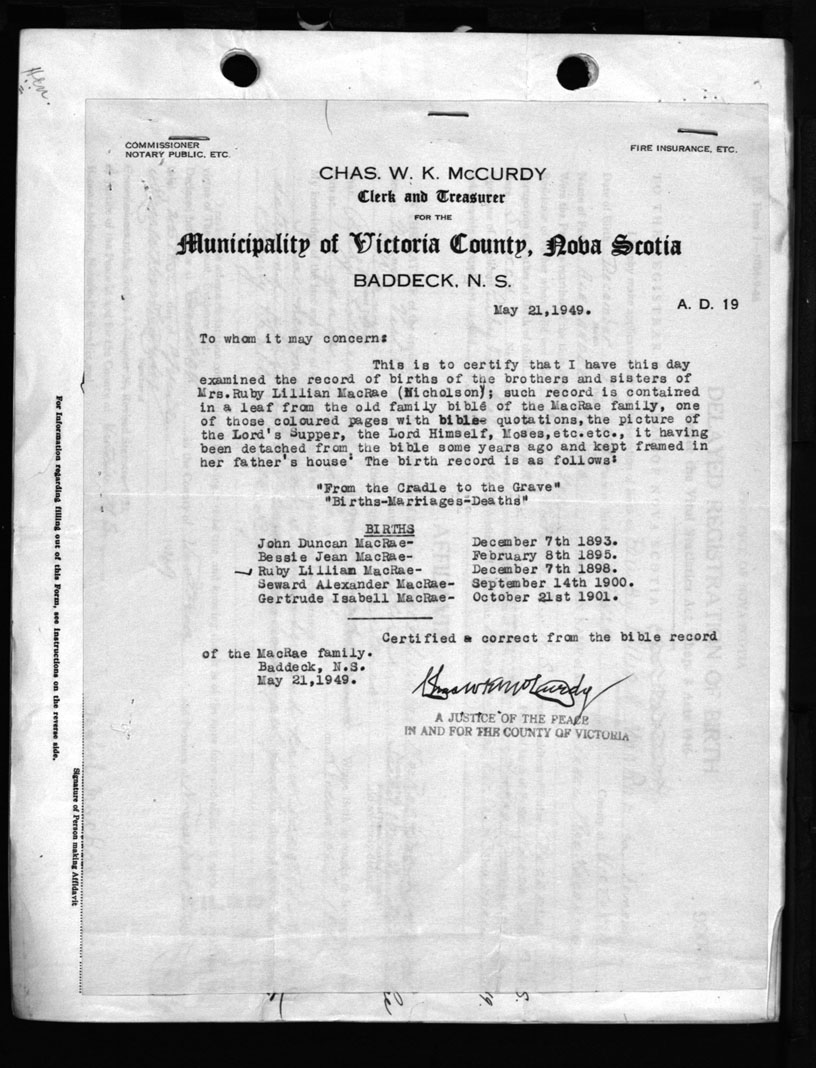 COMMISSIONER
NOTARY PUBLIC, ETC.
FIRE INSURANCE, ETC.
CHAS. W. K. McCURDY
Clerk and Treasurer
FOR THE
Municipality of Victoria County, Nova Scotia
BADDECK, N. S.
May 21,1949.
A. D. 19
To whom it may concern:
This is to certify that I have this day
examined the record of births of the brothers and sisters of
Mrs.Ruby Lillian MacRae (Nicholson); such record is contained
in a leaf from the old family bible of the MacRae family, one
of those coloured pages with bible quotations,the picture of
the Lord's Supper, the Lord Himself, Moses,etc.etc., it having
been detached from the bible some years ago and kept framed in
her father's house. The birth record is as follows:
"From the Cradle to the Grave"
"Births-Marriages-Deaths"
BIRTHS
John Duncan MacRae- December 7th 1893.
Bessie Jean MacRae- February 8th 1895.
Ruby Lillian MacRae- December 7th 1898.
Seward Alexander MacRae- September 14th 1900.
Gertrude Isabell MacRae- October 21st 1901.
Certified a correct from the bible record
of the MacRae family.
Baddeck, N.S.
May 21,1949.
Chas W K McCurdy
A JUSTICE OF THE PEACE
IN AND FOR THE COUNTY OF VICTORIA
For Information regarding filling out of this Form, see Instructions on the reverse side.
Signature of Person making Affidavit